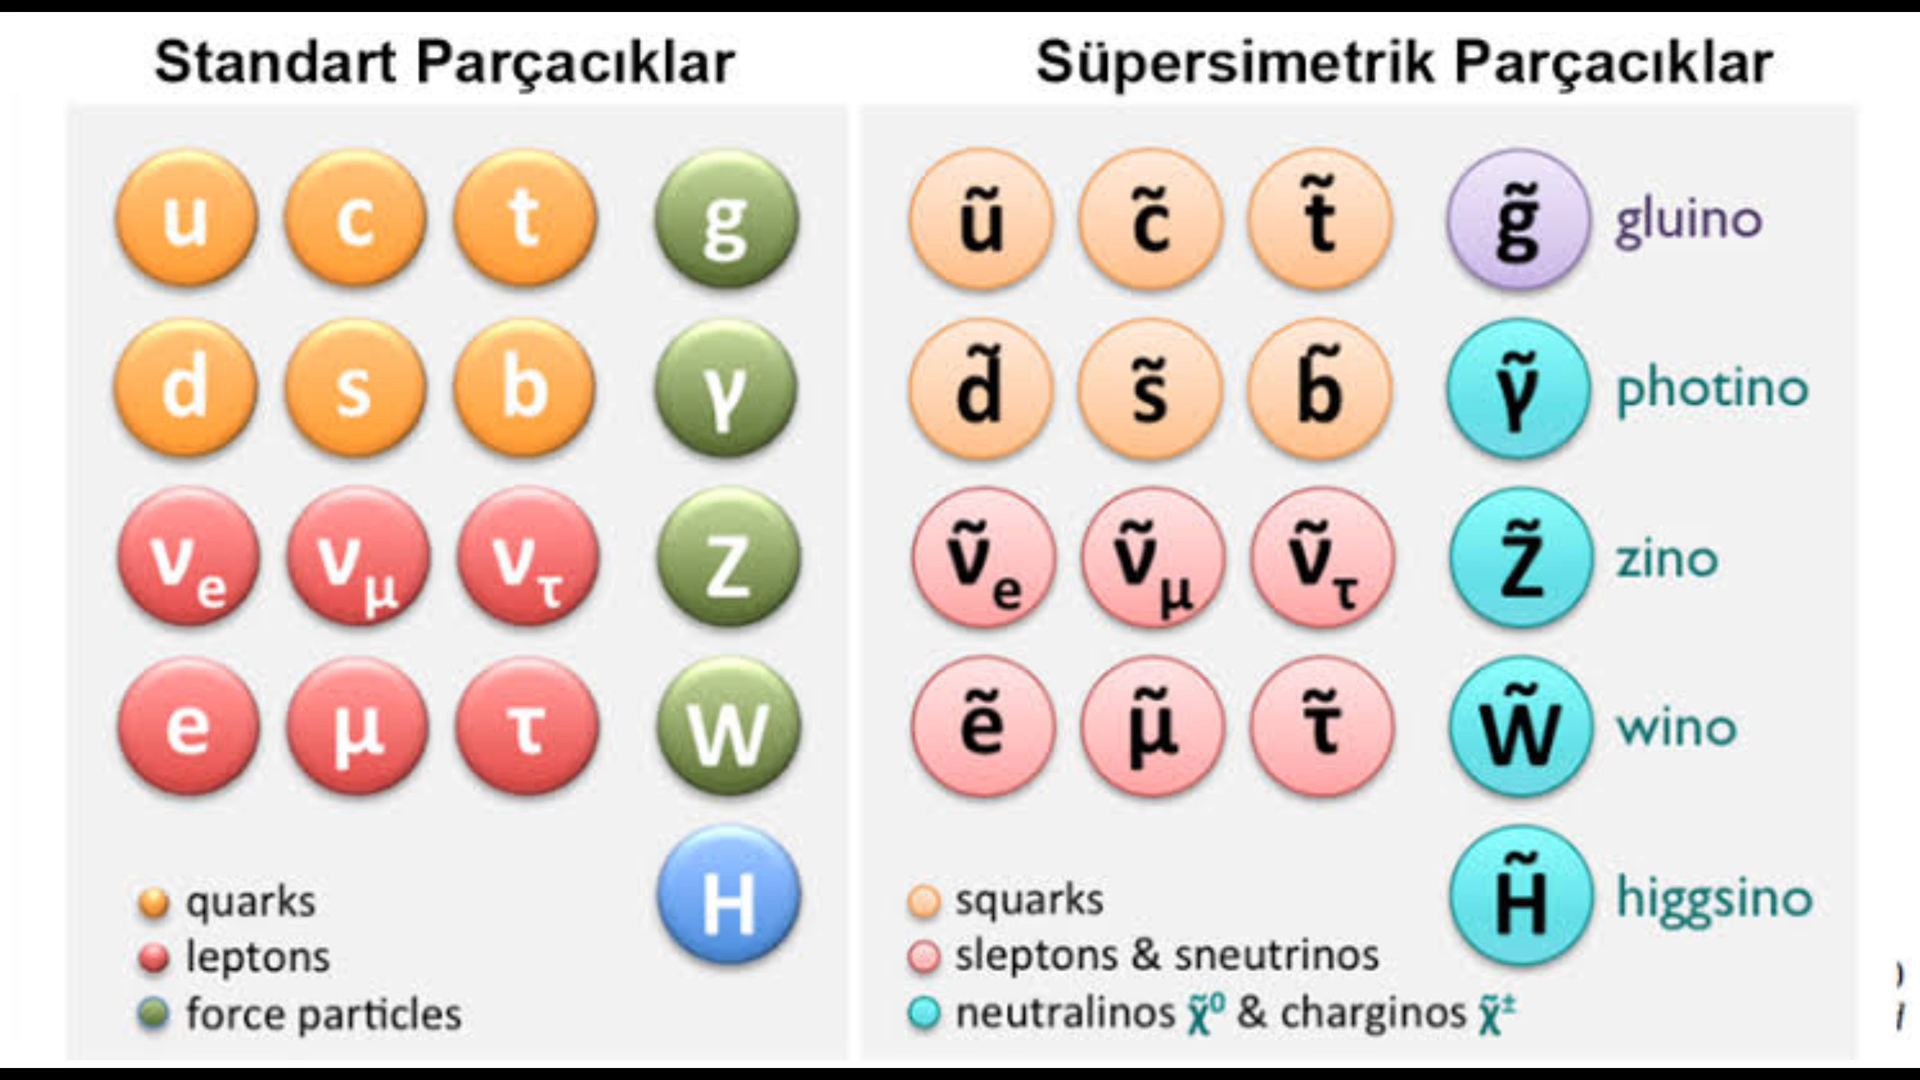 Standart Parçacıklar
Süpersimetrik Parçacıklar
u c t g
d s b γ
νe νμ ντ Z
e μ τ W
H
quarks
leptons
force particles
ũ c̃ t̃ g̃ gluino
d̃ s̃ b̃ γ̃ photino
ν̃e ν̃μ ν̃τ Z̃ zino
ẽ μ̃ τ̃ W̃ wino
H̃ higgsino
squarks
sleptons & sneutrinos
neutralinos χ̃⁰ & charginos χ̃±